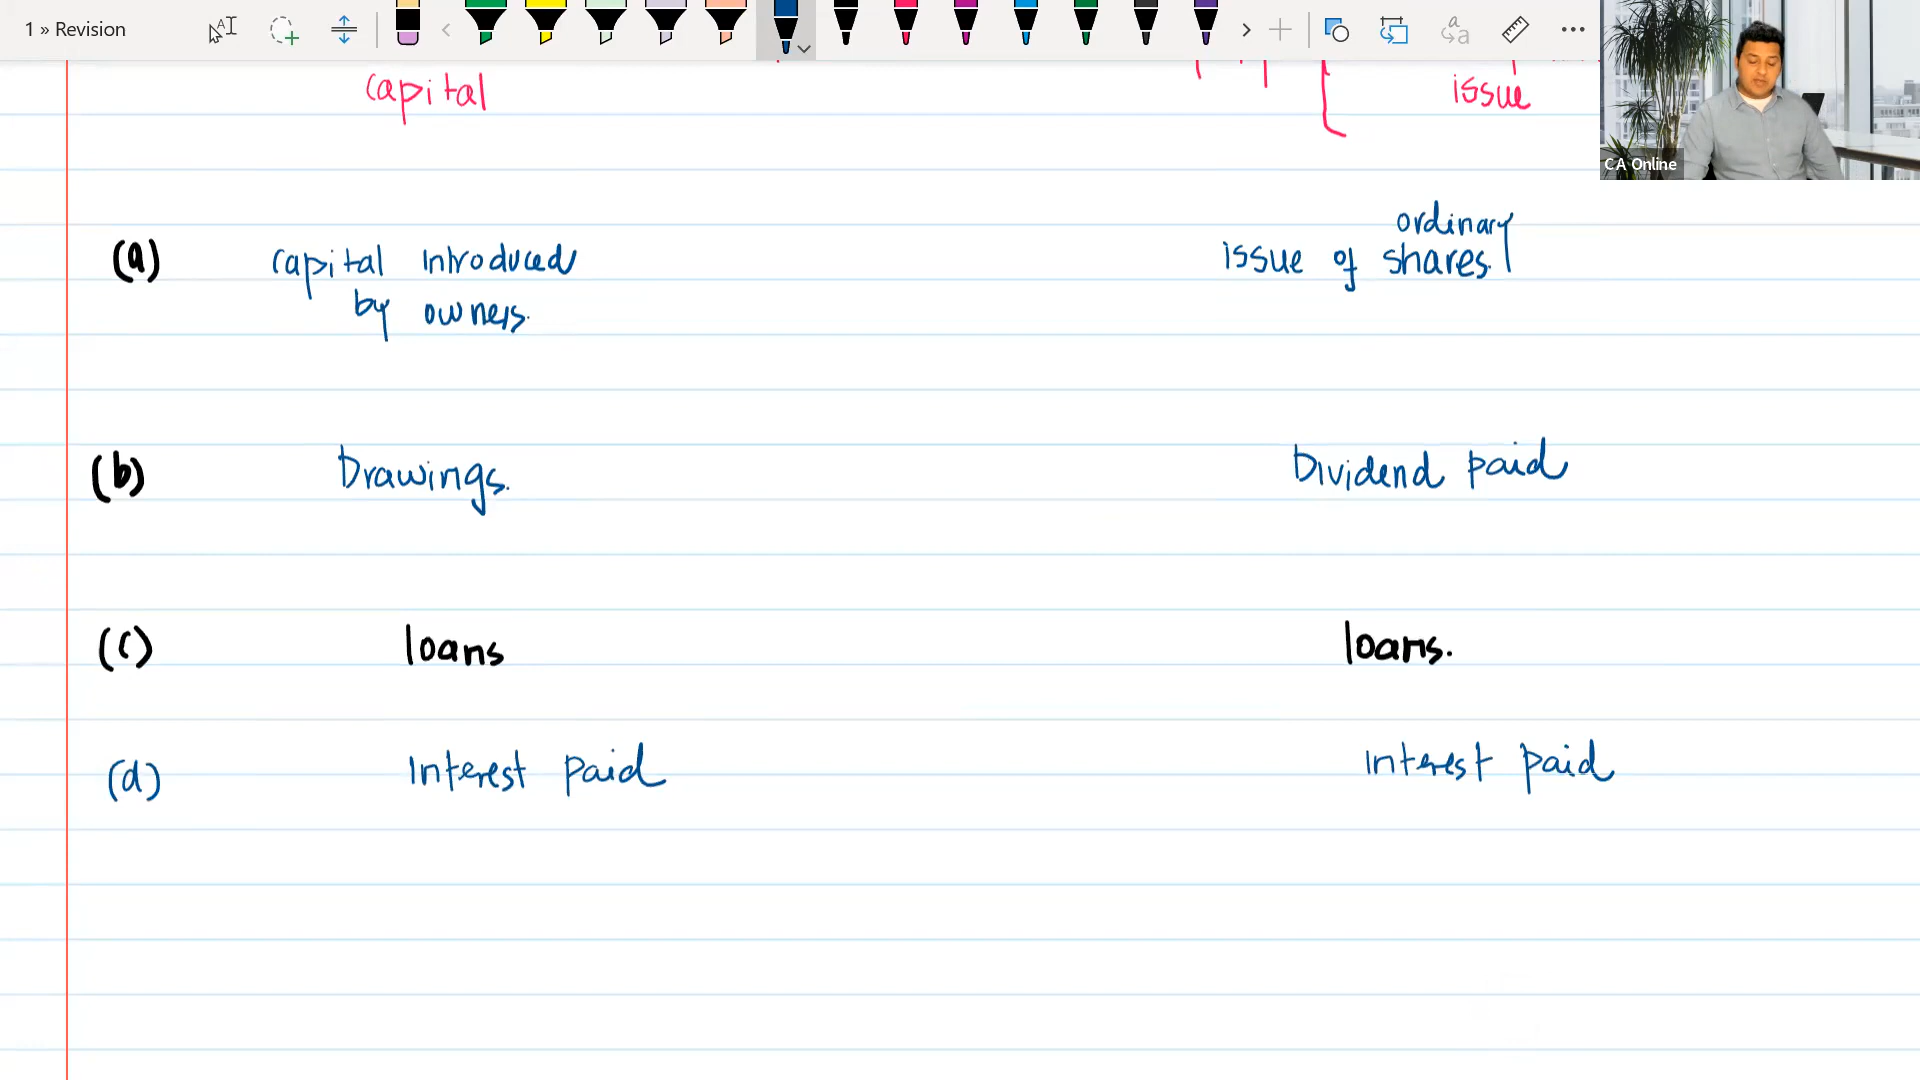 1 » Revision
capital
issue
C A Online
(a) capital introduced by owners.
issue of ordinary shares.
(b) Drawings. Dividend paid
(c) loans loans.
(d) Interest paid interest paid